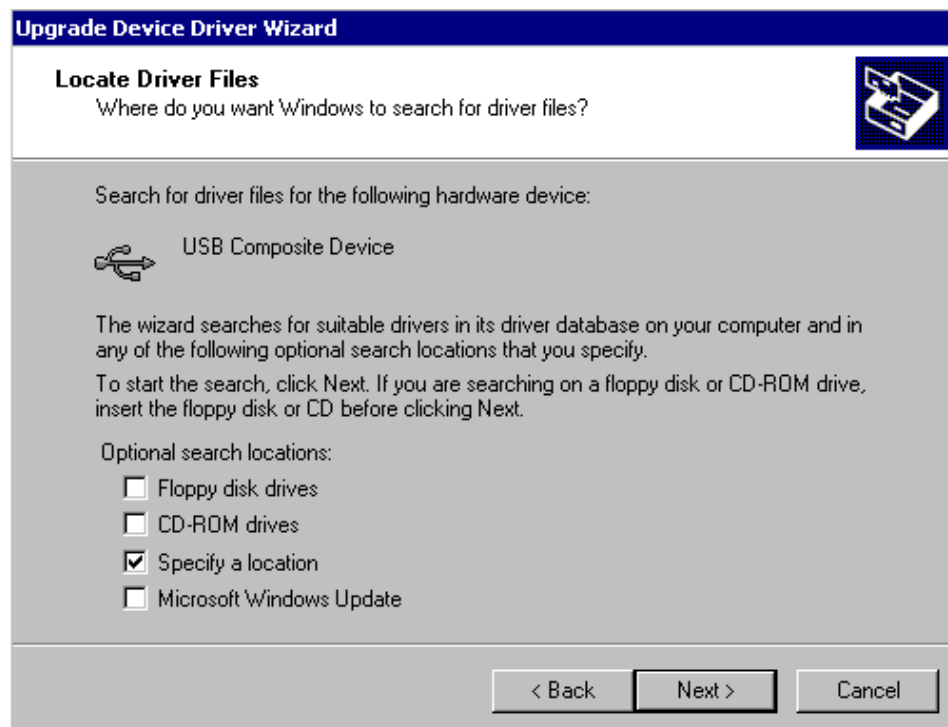 Upgrade Device Driver Wizard
Locate Driver Files
Where do you want Windows to search for driver files?
Search for driver files for the following hardware device:
USB Composite Device
The wizard searches for suitable drivers in its driver database on your computer and in
any of the following optional search locations that you specify.
To start the search, click Next. If you are searching on a floppy disk or CD-ROM drive,
insert the floppy disk or CD before clicking Next.
Optional search locations:
Floppy disk drives
CD-ROM drives
Specify a location
Microsoft Windows Update
< Back Next > Cancel